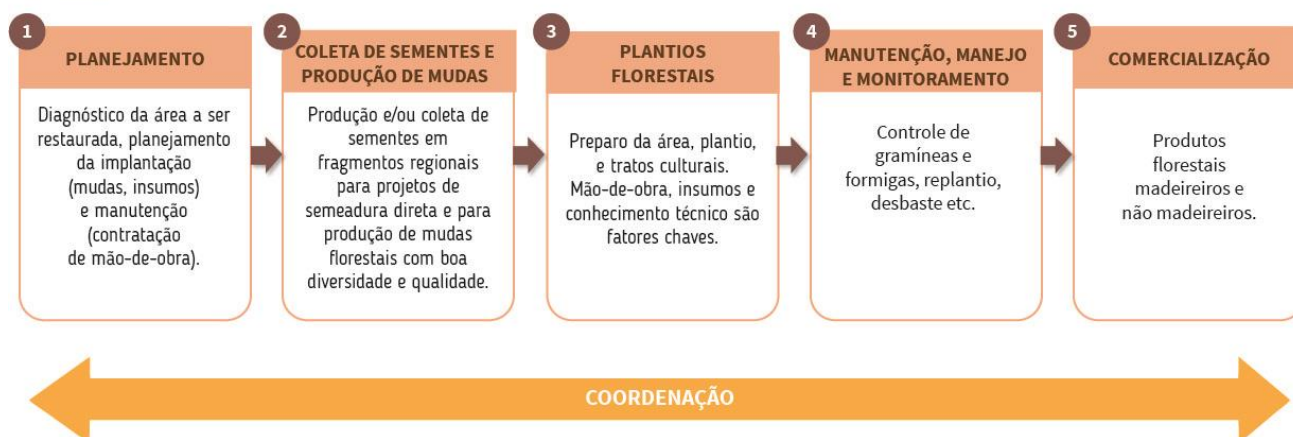 1
PLANEJAMENTO
Diagnóstico da área a ser
restaurada, planejamento
da implantação
(mudas, insumos)
e manutenção
(contratação
de mão-de-obra).
2
COLETA DE SEMENTES E
PRODUÇÃO DE MUDAS
Produção e/ou coleta de
sementes em
fragmentos regionais
para projetos de
semeadura direta e para
produção de mudas
florestais com boa
diversidade e qualidade.
3
PLANTIOS
FLORESTAIS
Preparo da área, plantio,
e tratos culturais.
Mão-de-obra, insumos e
conhecimento técnico são
fatores chaves.
4
MANUTENÇÃO, MANEJO
E MONITORAMENTO
Controle de
gramíneas e
formigas, replantio,
desbaste etc.
5
COMERCIALIZAÇÃO
Produtos
florestais
madeireiros e
não madeireiros.
COORDENAÇÃO